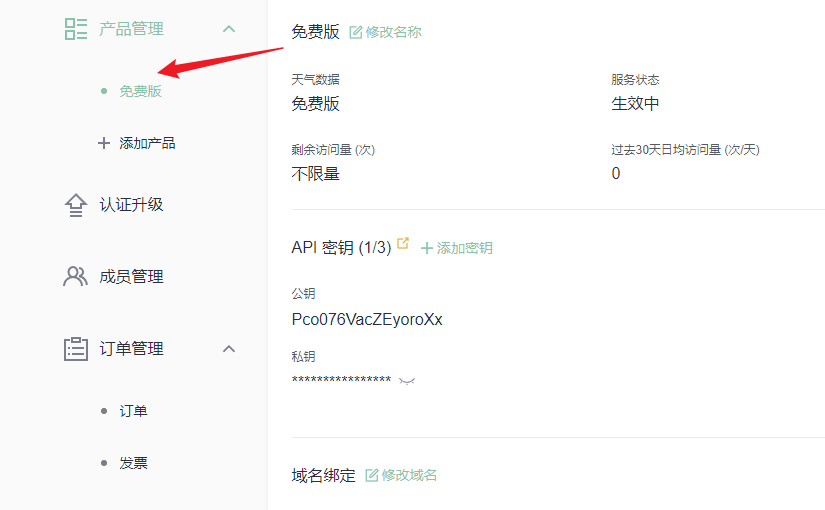 产品管理
免费版
添加产品
认证升级
成员管理
订单管理
订单
发票
免费版 修改名称
天气数据
免费版
服务状态
生效中
剩余访问量 (次)
不限量
过去30天日均访问量 (次/天)
0
API 密钥 (1/3) 添加密钥
公钥
Pco076VacZEyoroXx
私钥
****************
域名绑定 修改域名